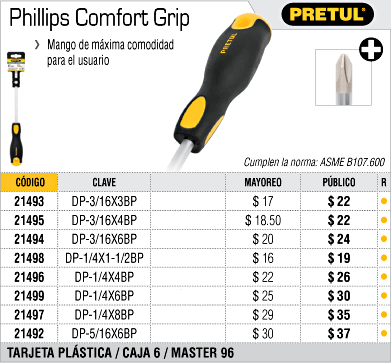 Phillips Comfort Grip
PRETUL®
❯ Mango de máxima comodidad
para el usuario
PRETUL
Cumplen la norma: ASME B107.600
CÓDIGO CLAVE MAYOREO PÚBLICO R
21493 DP-3/16X3BP $ 17 $ 22 ●
21495 DP-3/16X4BP $ 18.50 $ 22 ●
21494 DP-3/16X6BP $ 20 $ 24 ●
21498 DP-1/4X1-1/2BP $ 16 $ 19 ●
21496 DP-1/4X4BP $ 22 $ 26 ●
21499 DP-1/4X6BP $ 25 $ 30 ●
21497 DP-1/4X8BP $ 29 $ 35 ●
21492 DP-5/16X6BP $ 30 $ 37 ●
TARJETA PLÁSTICA / CAJA 6 / MASTER 96